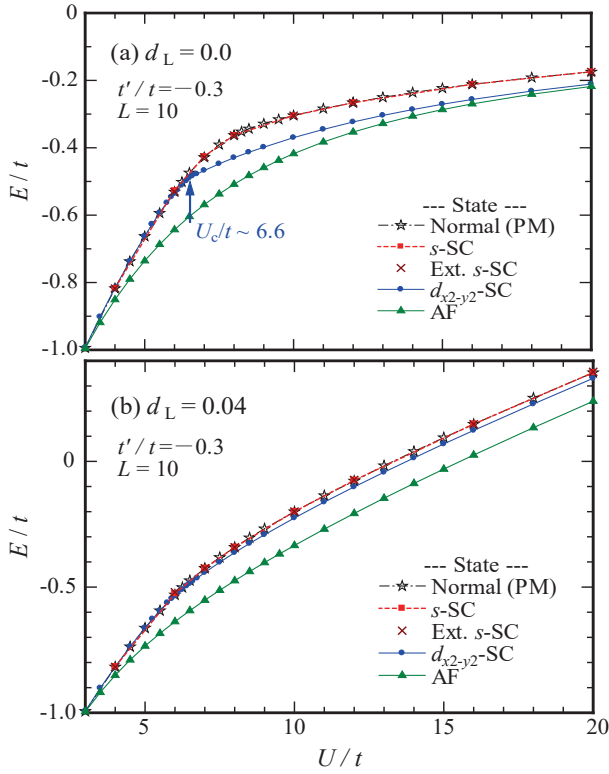 0
(a) d L = 0.0
t′ / t = −0.3
L = 10
-0.2
-0.4
E / t
-0.6
Uc/t ~ 6.6
--- State ---
Normal (PM)
s-SC
Ext. s-SC
dx2-y2-SC
AF
-0.8
-1.0
(b) d L = 0.04
t′ / t = −0.3
L = 10
0
E / t
-0.5
--- State ---
Normal (PM)
s-SC
Ext. s-SC
dx2-y2-SC
AF
-1.0
5 10 15 20
U / t